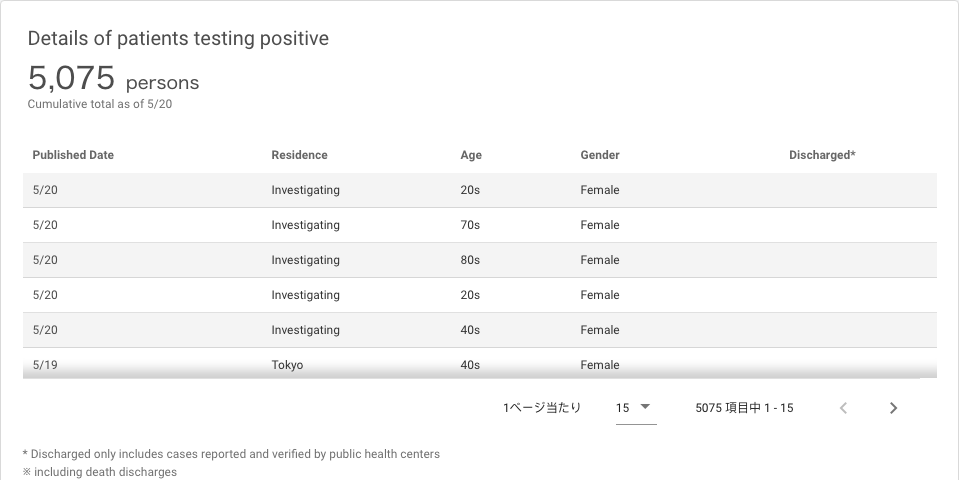 Details of patients testing positive
5,075 persons
Cumulative total as of 5/20
Published Date Residence Age Gender Discharged*
5/20 Investigating 20s Female
5/20 Investigating 70s Female
5/20 Investigating 80s Female
5/20 Investigating 20s Female
5/20 Investigating 40s Female
5/19 Tokyo 40s Female
1ページ当たり 15 5075 項目中 1 - 15
* Discharged only includes cases reported and verified by public health centers
※ including death discharges